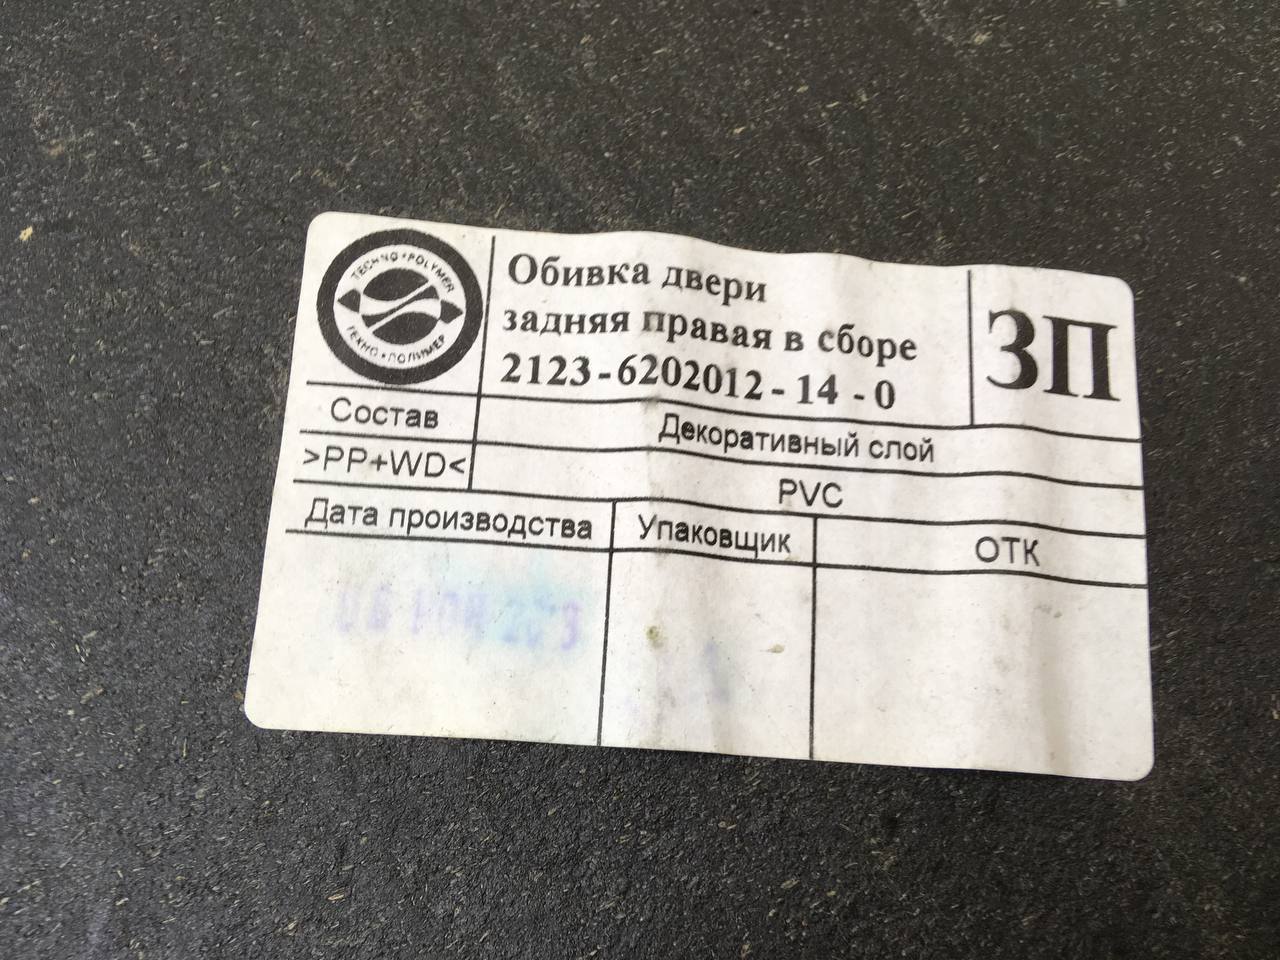 TECHNO • POLYMER
ТЕХНО • ПОЛИМЕР
Обивка двери
задняя правая в сборе
2123-6202012-14-0
ЗП
Состав
Декоративный слой
>PP+WD<
PVC
Дата производства
Упаковщик
ОТК